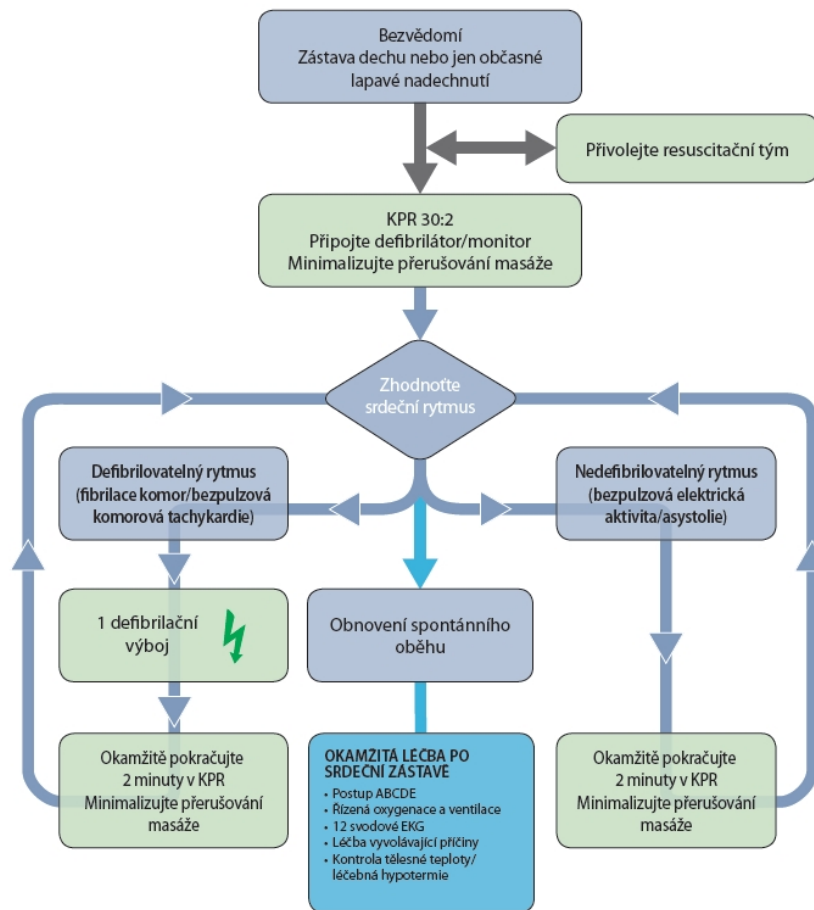 Bezvědomí
Zástava dechu nebo jen občasné
lapavé nadechnutí
Přivolejte resuscitační tým
KPR 30:2
Připojte defibrilátor/monitor
Minimalizujte přerušování masáže
Zhodnoťte
srdeční rytmus
Defibrilovatelný rytmus
(fibrilace komor/bezpulzová
komorová tachykardie)
Nedefibrilovatelný rytmus
(bezpulzová elektrická
aktivita/asystolie)
1 defibrilační
výboj
Obnovení spontánního
oběhu
Okamžitě pokračujte
2 minuty v KPR
Minimalizujte přerušování
masáže
OKAMŽITÁ LÉČBA PO
SRDEČNÍ ZÁSTAVĚ
• Postup ABCDE
• Řízená oxygenace a ventilace
• 12 svodové EKG
• Léčba vyvolávající příčiny
• Kontrola tělesné teploty/
léčebná hypotermie
Okamžitě pokračujte
2 minuty v KPR
Minimalizujte přerušování
masáže